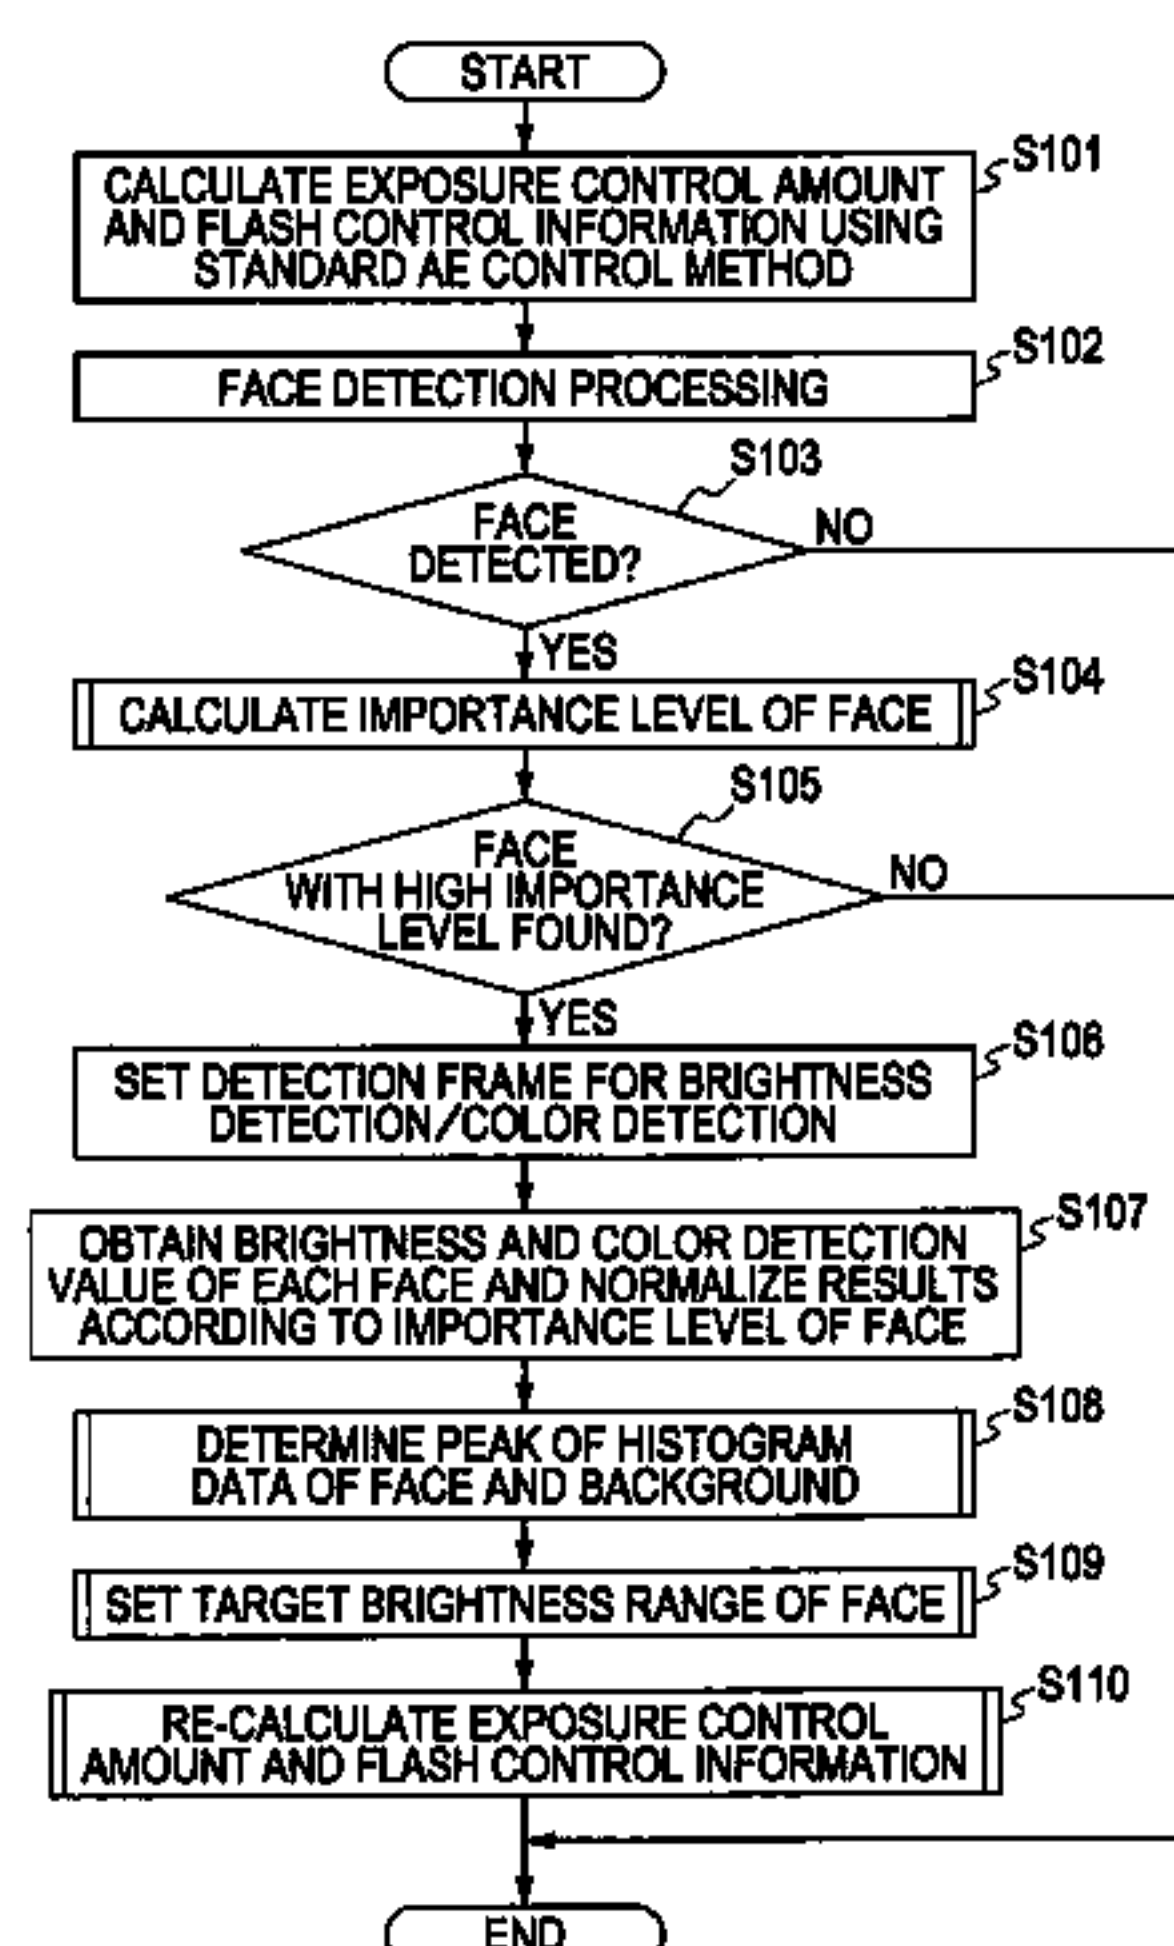 START
S101
CALCULATE EXPOSURE CONTROL AMOUNT
AND FLASH CONTROL INFORMATION USING
STANDARD AE CONTROL METHOD
S102
FACE DETECTION PROCESSING
S103
FACE
DETECTED?
NO
YES
S104
CALCULATE IMPORTANCE LEVEL OF FACE
S105
FACE
WITH HIGH IMPORTANCE
LEVEL FOUND?
NO
YES
S106
SET DETECTION FRAME FOR BRIGHTNESS
DETECTION/COLOR DETECTION
S107
OBTAIN BRIGHTNESS AND COLOR DETECTION
VALUE OF EACH FACE AND NORMALIZE RESULTS
ACCORDING TO IMPORTANCE LEVEL OF FACE
S108
DETERMINE PEAK OF HISTOGRAM
DATA OF FACE AND BACKGROUND
S109
SET TARGET BRIGHTNESS RANGE OF FACE
S110
RE-CALCULATE EXPOSURE CONTROL
AMOUNT AND FLASH CONTROL INFORMATION
END